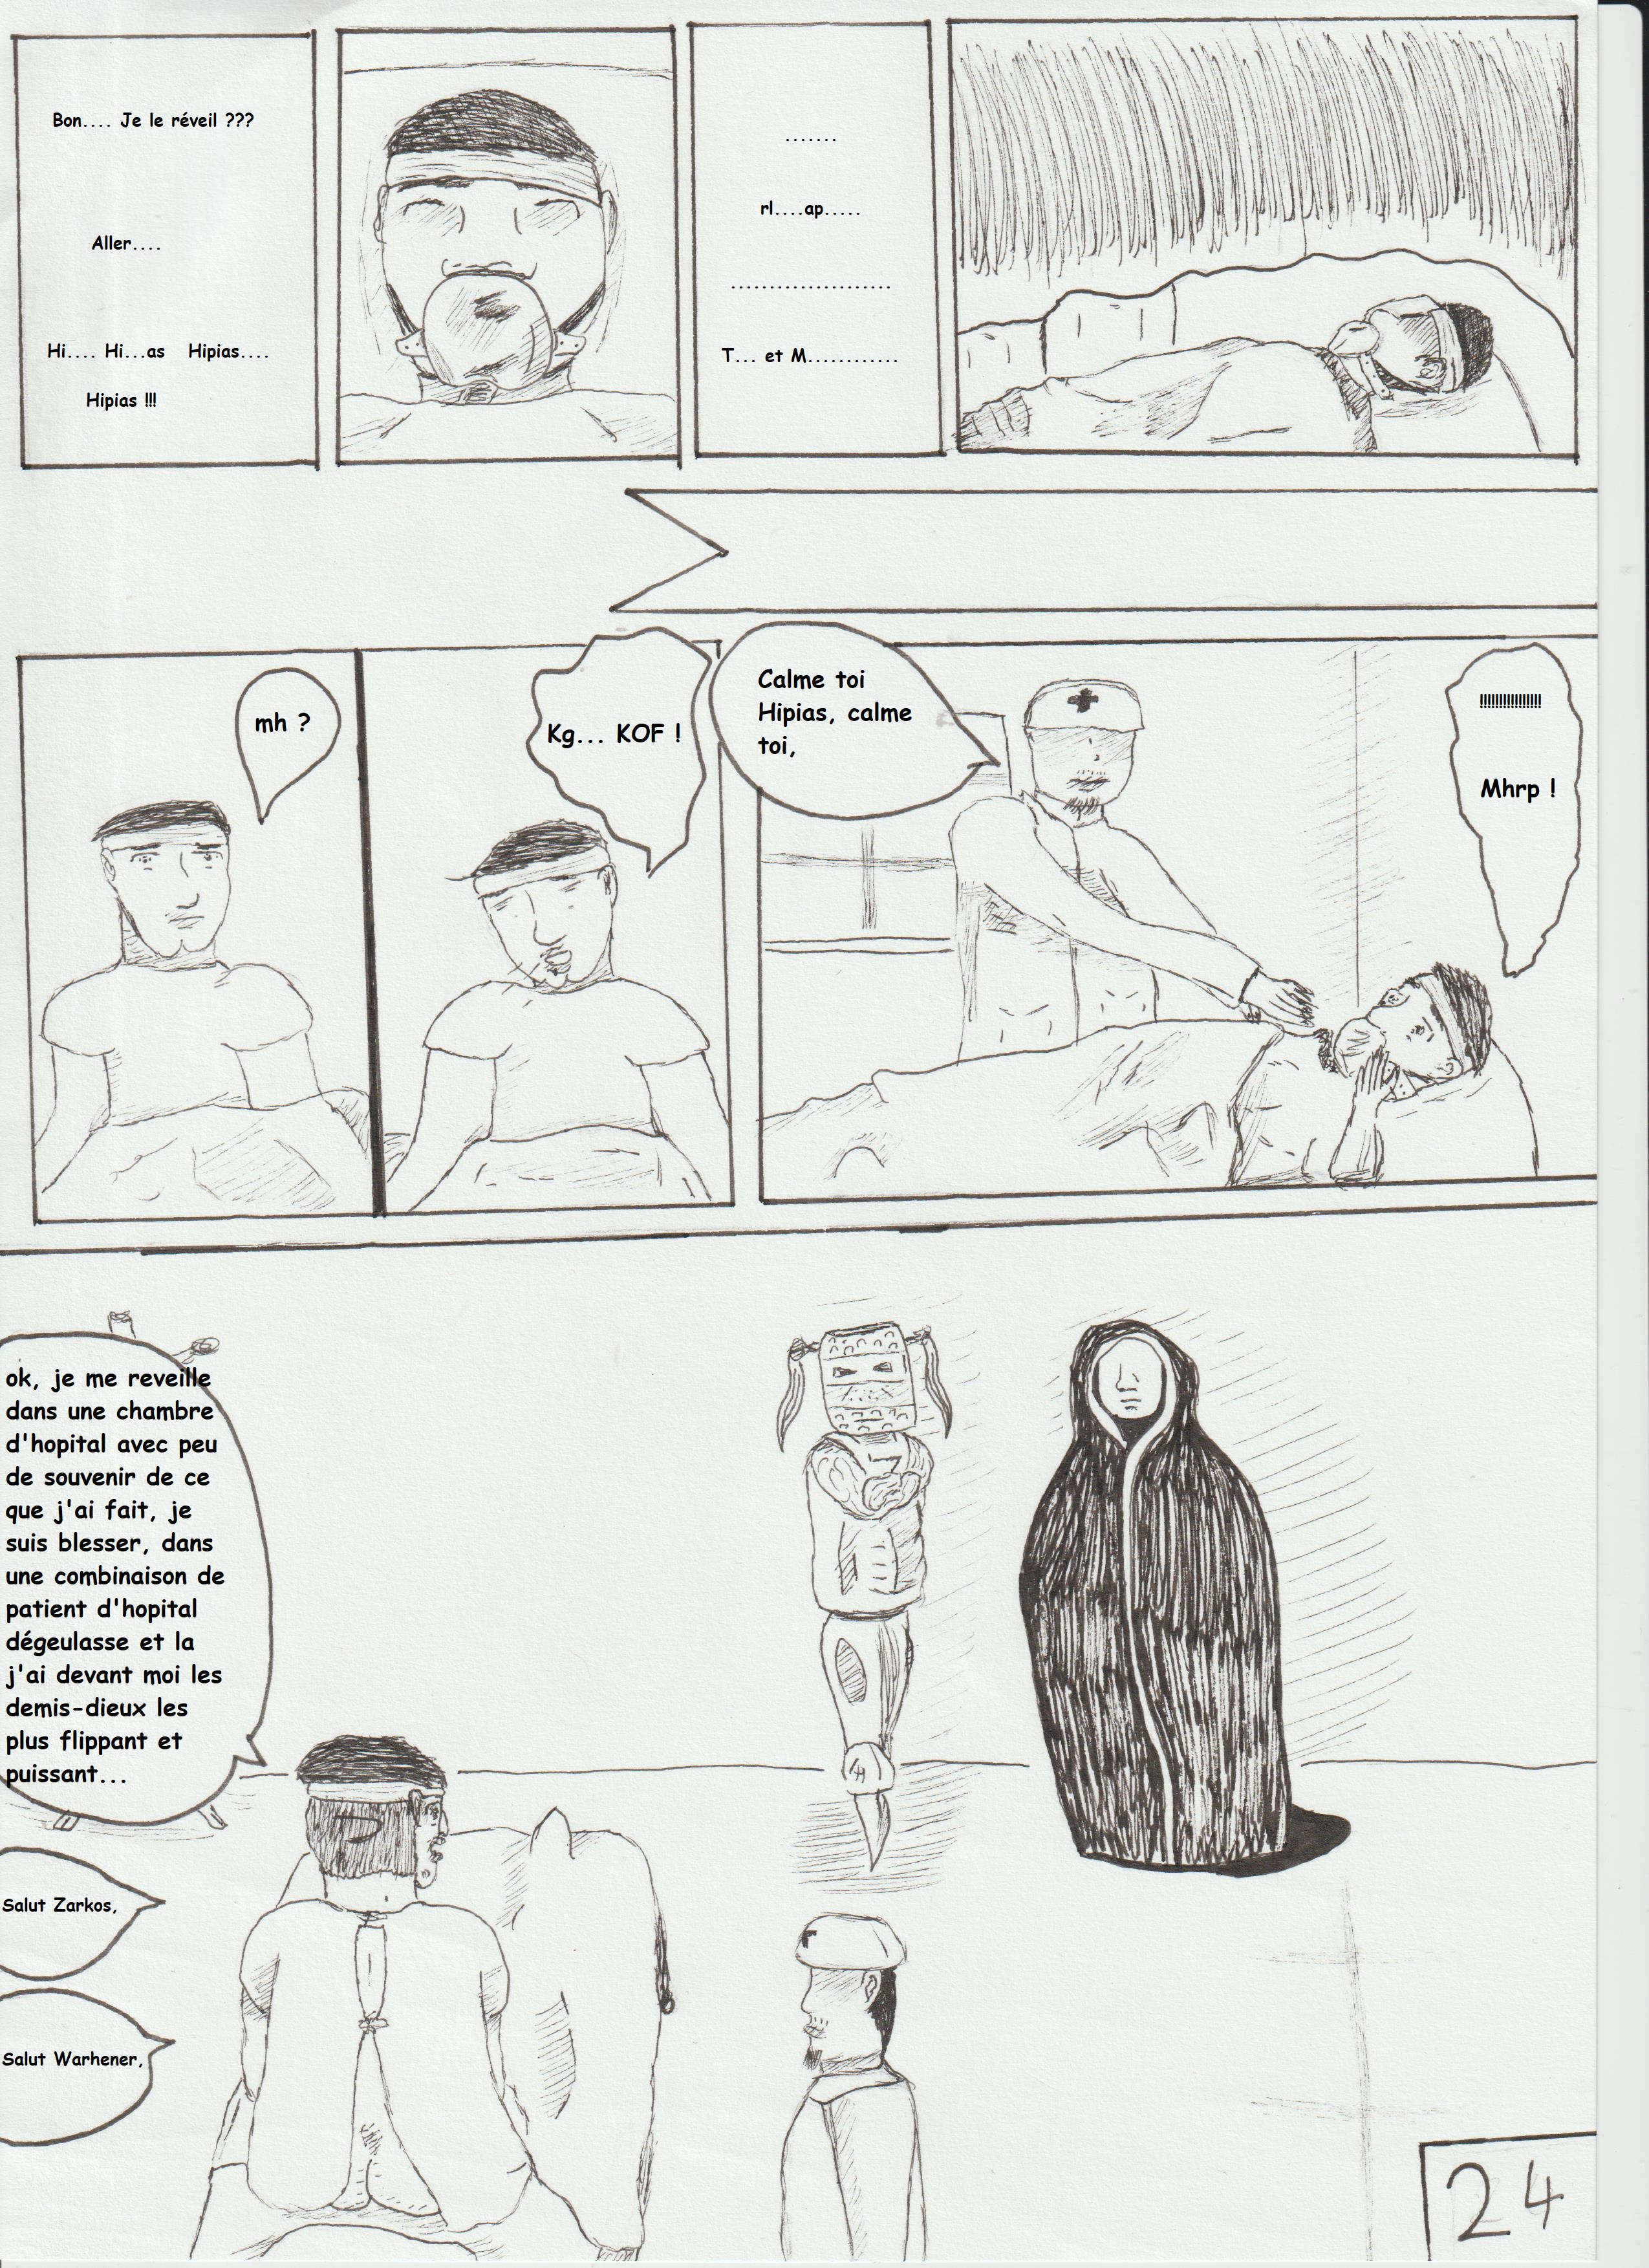 .......
rl....ap.....
......................
T... et M............
Bon.... Je le réveil ???
Aller....
Hi.... Hi...as Hipias....
Hipias !!!
!!!!!!!!!!!!!!!!
Mhrp !
Calme toi
Hipias, calme
toi,
Kg... KOF !
mh ?
ok, je me reveille
dans une chambre
d'hopital avec peu
de souvenir de ce
que j'ai fait, je
suis blesser, dans
une combinaison de
patient d'hopital
dégeulasse et la
j'ai devant moi les
demis-dieux les
plus flippant et
puissant...
Salut Zarkos,
Salut Warhener,
24